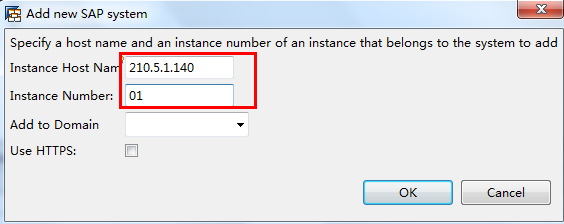 Add new SAP system
Specify a host name and an instance number of an instance that belongs to the system to add
Instance Host Nam 210.5.1.140
Instance Number: 01
Add to Domain
Use HTTPS:
OK Cancel